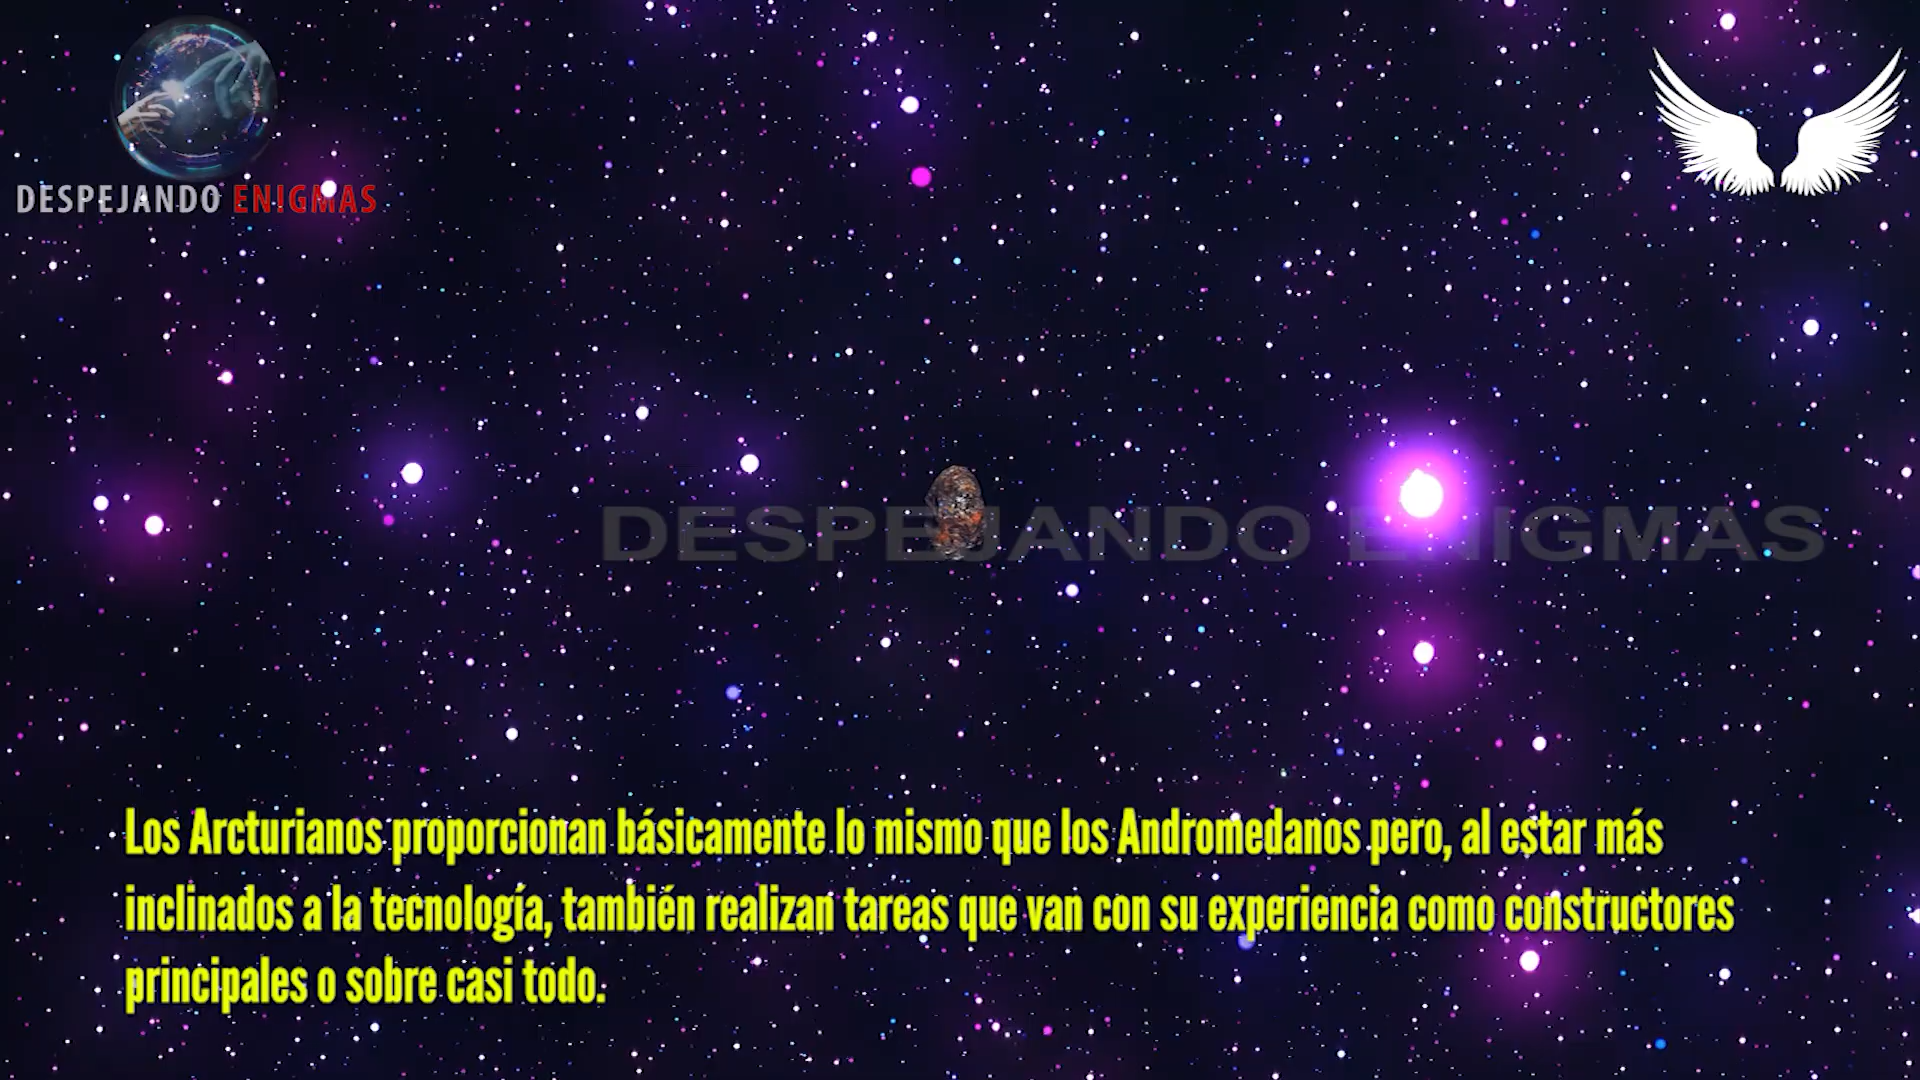 DESPEJANDO ENIGMAS
DESPEJANDO ENIGMAS
Los Arcturianos proporcionan básicamente lo mismo que los Andromedanos pero, al estar más
inclinados a la tecnología, también realizan tareas que van con su experiencia como constructores
principales o sobre casi todo.